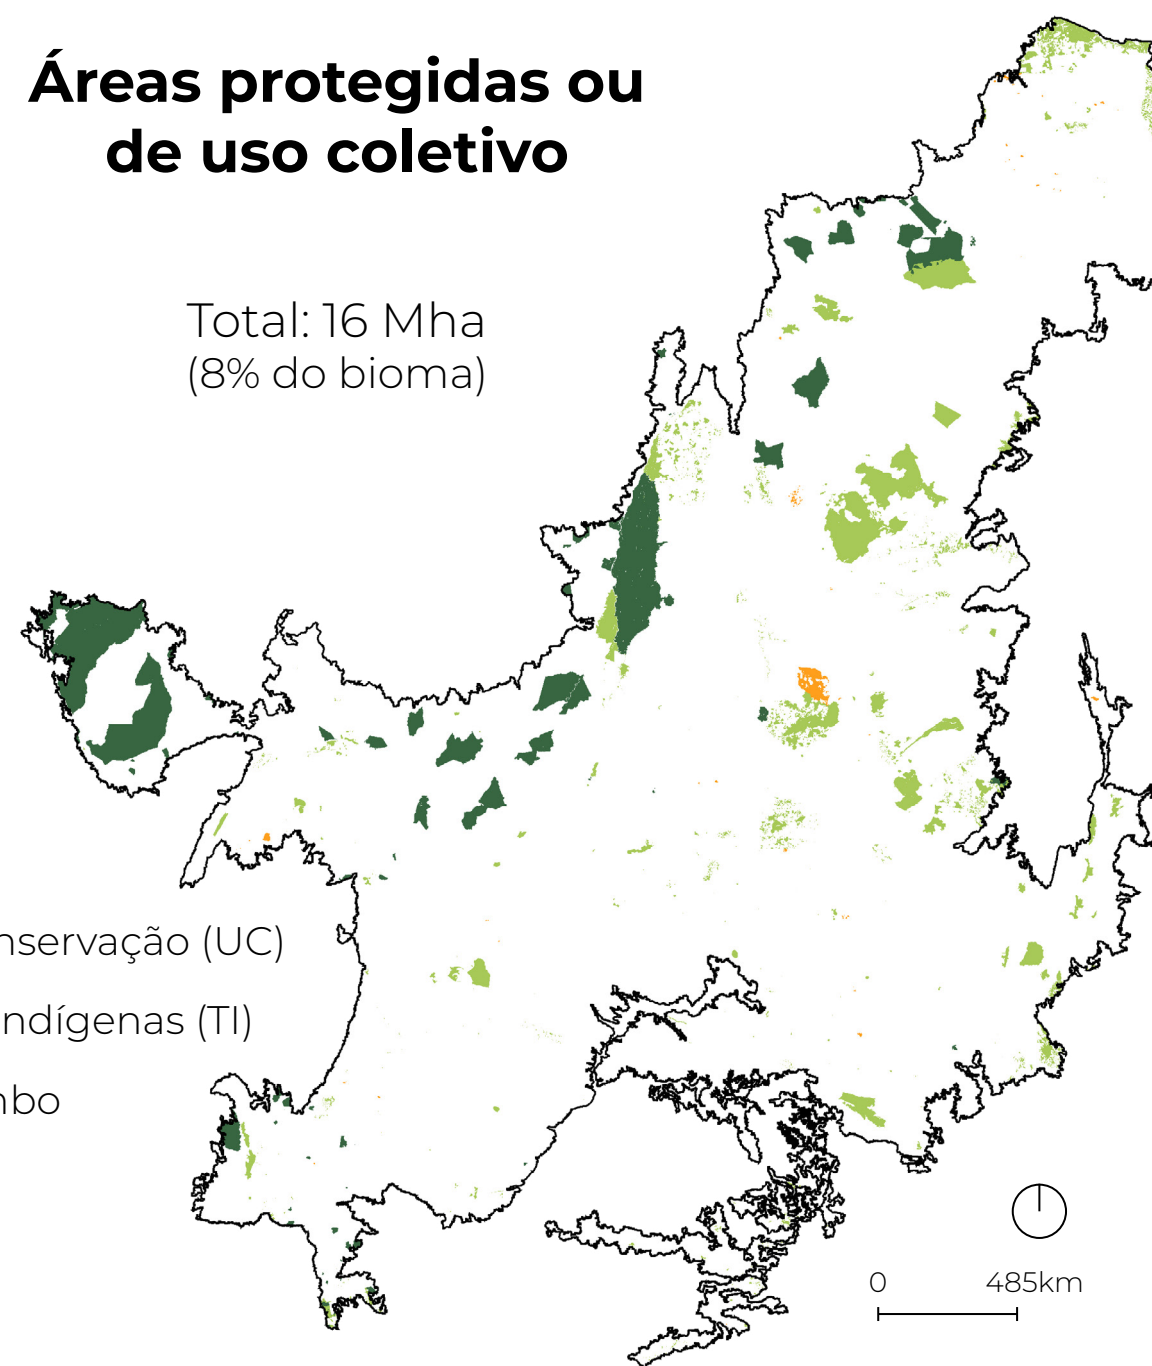 Áreas protegidas ou
de uso coletivo
Total: 16 Mha
(8% do bioma)
nservação (UC)
ndígenas (TI)
nbo
0 485km